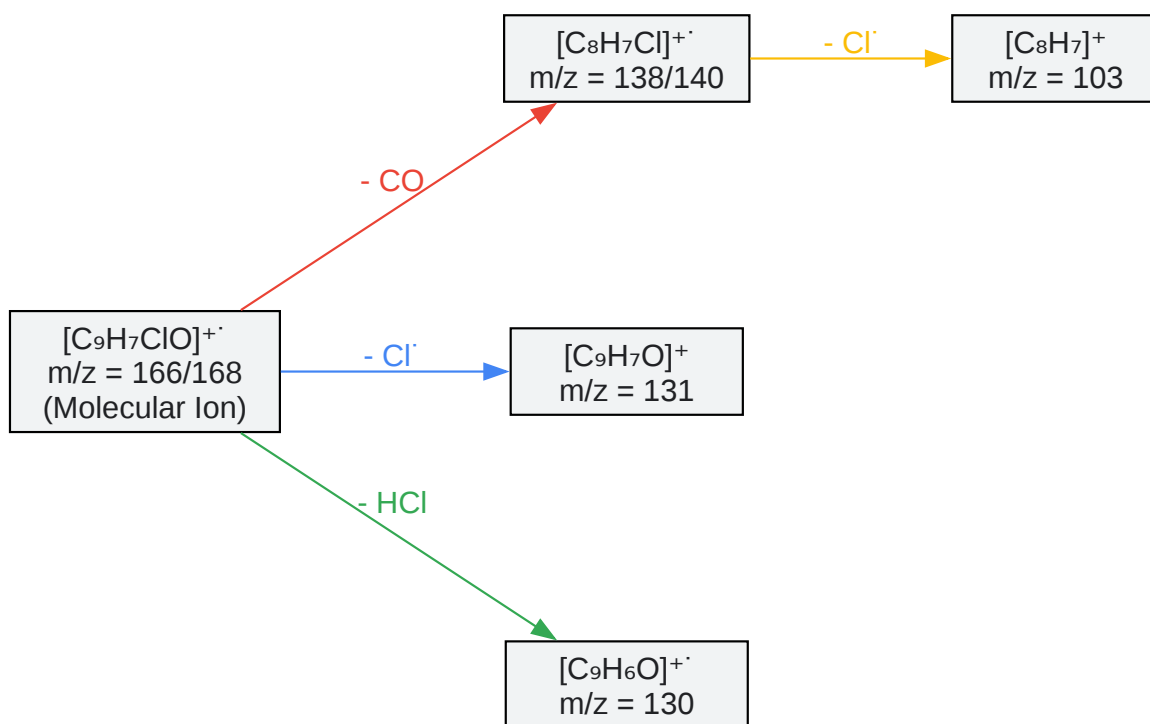 [C₈H₇Cl]⁺˙
m/z = 138/140
- Cl˙
[C₈H₇]⁺
m/z = 103
- CO
[C₉H₇ClO]⁺˙
m/z = 166/168
(Molecular Ion)
- Cl˙
[C₉H₇O]⁺
m/z = 131
- HCl
[C₉H₆O]⁺˙
m/z = 130